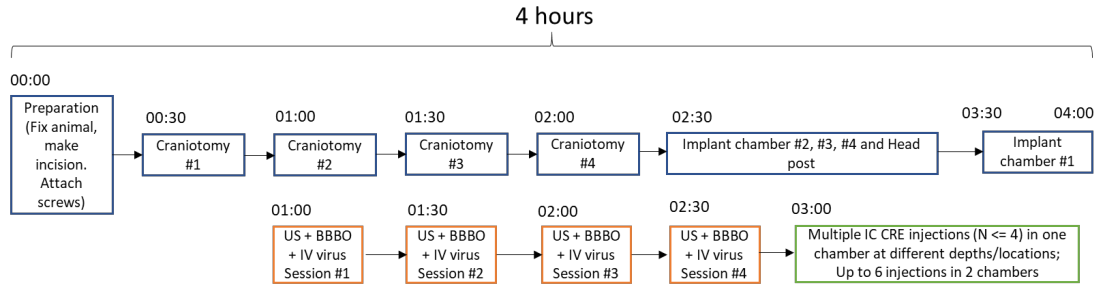 4 hours
00:00
Preparation
(Fix animal,
make
incision.
Attach
screws)
00:30
Craniotomy
#1
01:00
Craniotomy
#2
01:30
Craniotomy
#3
02:00
Craniotomy
#4
02:30
Implant chamber #2, #3, #4 and Head
post
03:30
04:00
Implant
chamber #1
01:00
US + BBBO
+ IV virus
Session #1
01:30
US + BBBO
+ IV virus
Session #2
02:00
US + BBBO
+ IV virus
Session #3
02:30
US + BBBO
+ IV virus
Session #4
03:00
Multiple IC CRE injections (N <= 4) in one
chamber at different depths/locations;
Up to 6 injections in 2 chambers